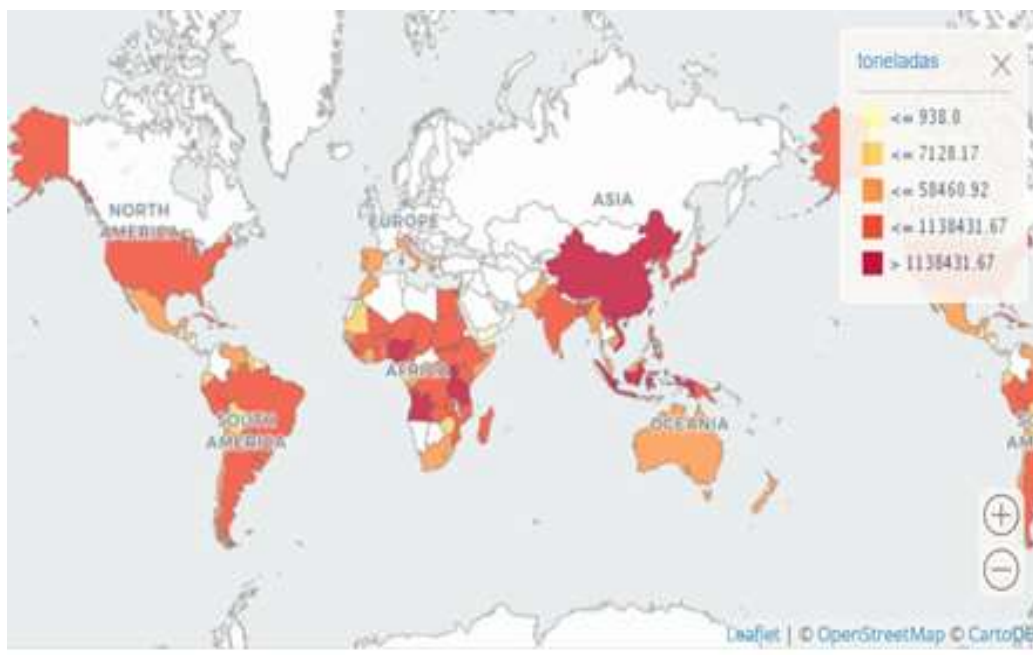 toneladas
<= 938.0
<= 7128.17
<= 58460.92
<= 1138431.67
> 1138431.67
NORTH
AMERICA
EUROPE
ASIA
AFRICA
SOUTH
AMERICA
OCEANIA
AM
Leaflet | © OpenStreetMap © CartoDB